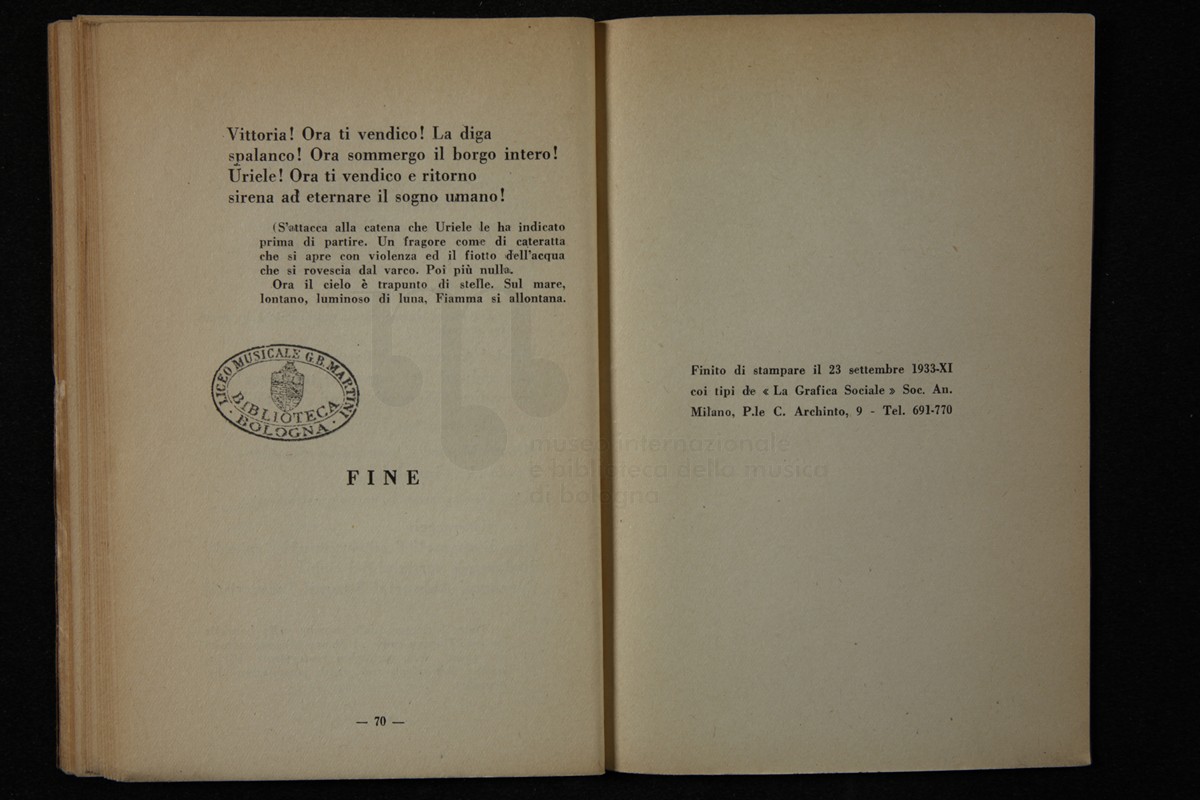 Vittoria! Ora ti vendico! La diga
spalanco! Ora sommergo il borgo intero!
Uriele! Ora ti vendico e ritorno
sirena ad eternare il sogno umano!
(S'attacca alla catena che Uriele le ha indicato
prima di partire. Un fragore come di cateratta
che si apre con violenza ed il fiotto dell'acqua
che si rovescia dal varco. Poi più nulla.
Ora il cielo è trapunto di stelle. Sul mare,
lontano, luminoso di luna, Fiamma si allontana.
LICEO MUSICALE G.B. MARTINI
BIBLIOTECA
· BOLOGNA ·
FINE
— 70 —
Finito di stampare il 23 settembre 1933-XI
coi tipi de « La Grafica Sociale » Soc. An.
Milano, P.le C. Archinto, 9 - Tel. 691-770
museo internazionale
e biblioteca della musica
di bologna